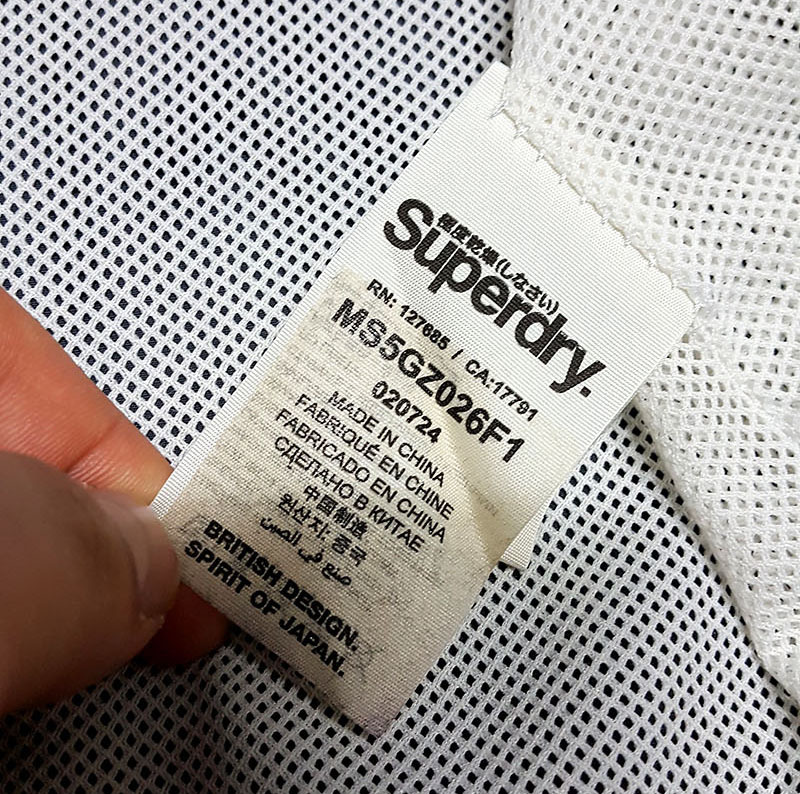 極度乾燥(しなさい)
Superdry.
RN: 127685 / CA:17791
MS5GZ026F1
020724
MADE IN CHINA
FABRIQUÉ EN CHINE
FABRICADO EN CHINA
СДЕЛАНО В КИТАЕ
中国制造
원산지: 중국
صنع في الصين
BRITISH DESIGN.
SPIRIT OF JAPAN.